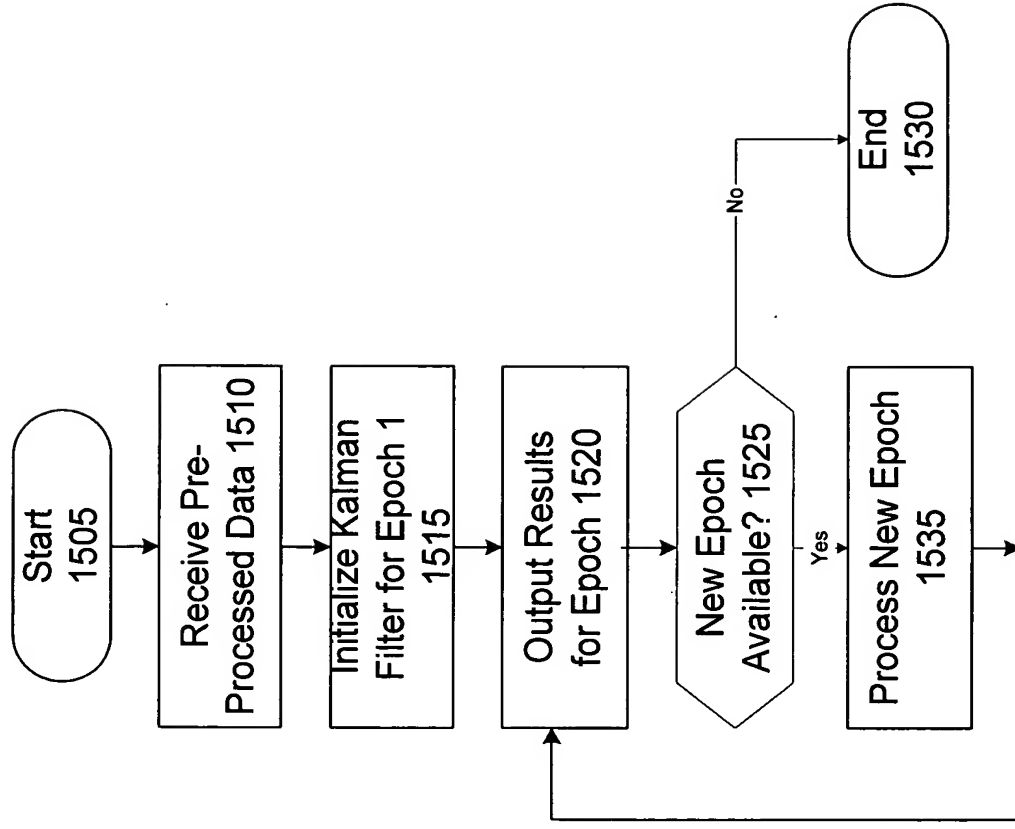 Start
1505
Receive Pre-
Processed Data 1510
Initialize Kalman
Filter for Epoch 1
1515
Output Results
for Epoch 1520
New Epoch
Available? 1525
No
End
1530
Yes
Process New Epoch
1535